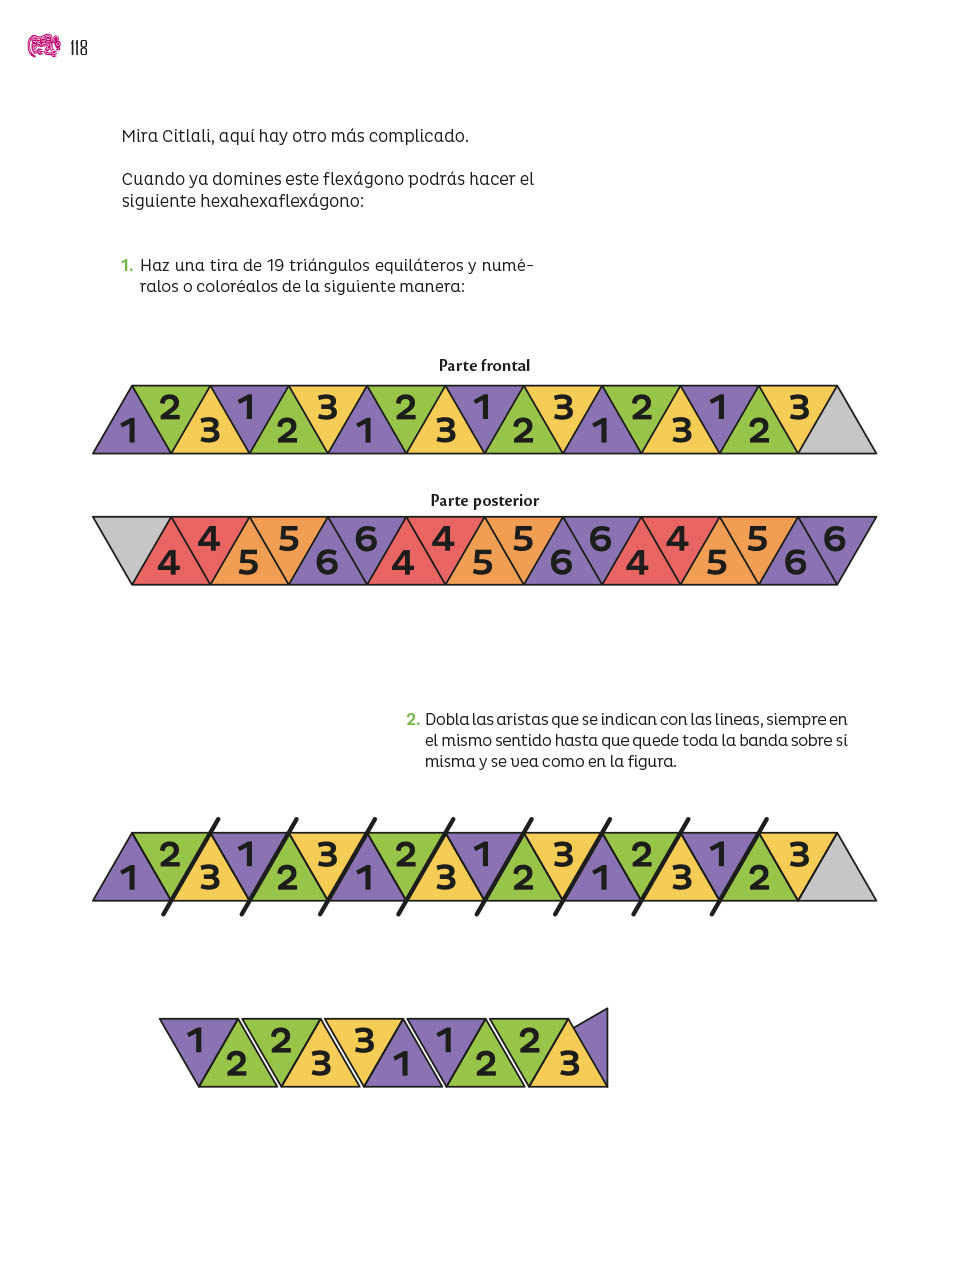 118
Mira Citlali, aquí hay otro más complicado.
Cuando ya domines este flexágono podrás hacer el
siguiente hexahexaflexágono:
1. Haz una tira de 19 triángulos equiláteros y numé-
ralos o coloréalos de la siguiente manera:
Parte frontal
1 2 3 1 2 3 1 2 3 1 2 3 1 2 3 1 2 3
Parte posterior
4 4 5 5 6 6 4 4 5 5 6 6 4 4 5 5 6 6
2. Dobla las aristas que se indican con las líneas, siempre en
el mismo sentido hasta que quede toda la banda sobre sí
misma y se vea como en la figura.
1 2 3 1 2 3 1 2 3 1 2 3 1 2 3 1 2 3
1 2 2 3 3 1 1 2 2 3